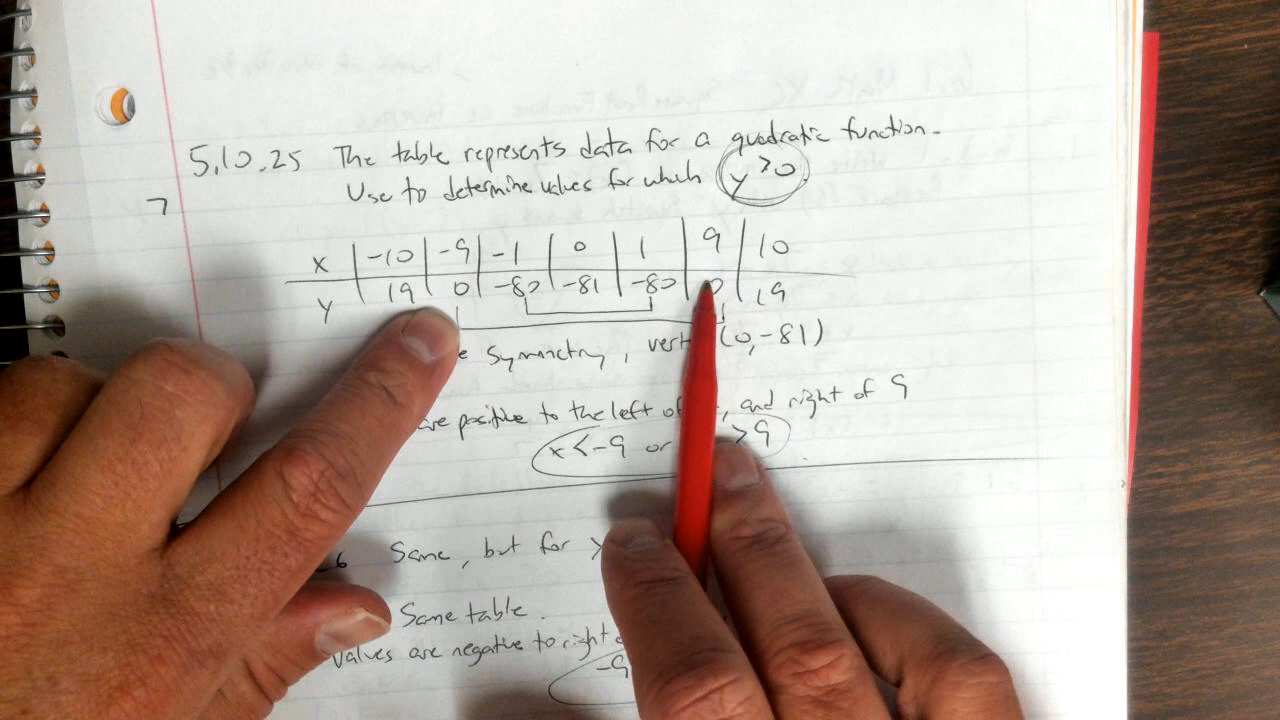 5,10,25 The table represents data for a quadratic function.
7 Use to determine values for which y>0.
x | -10 | -9 | -1 | 0 | 1 | 9 | 10
y | 19 | 0 | -80 | -81 | -80 | 0 | 19
symmetry, (0,-81)
are positive to the left of, and right of 9
x<-9 or >9
Same, but for
Same table.
Values are negative to right
-9